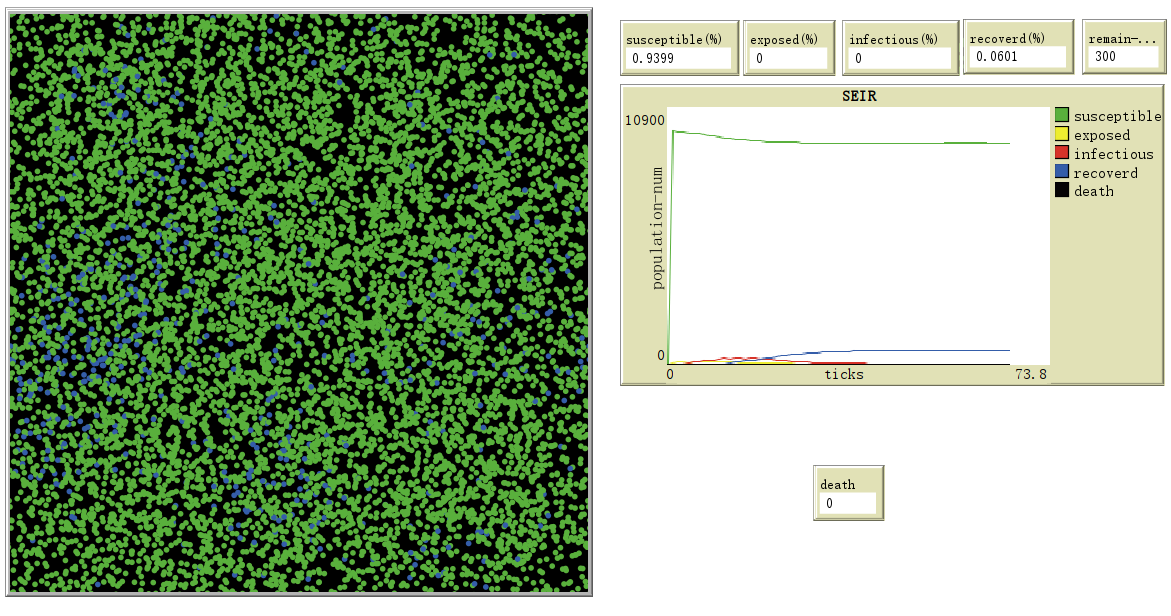 susceptible(%)
0.9399
exposed(%)
0
infectious(%)
0
recoverd(%)
0.0601
remain-...
300
SEIR
10900
population-num
0
0
ticks
73.8
susceptible
exposed
infectious
recoverd
death
death
0